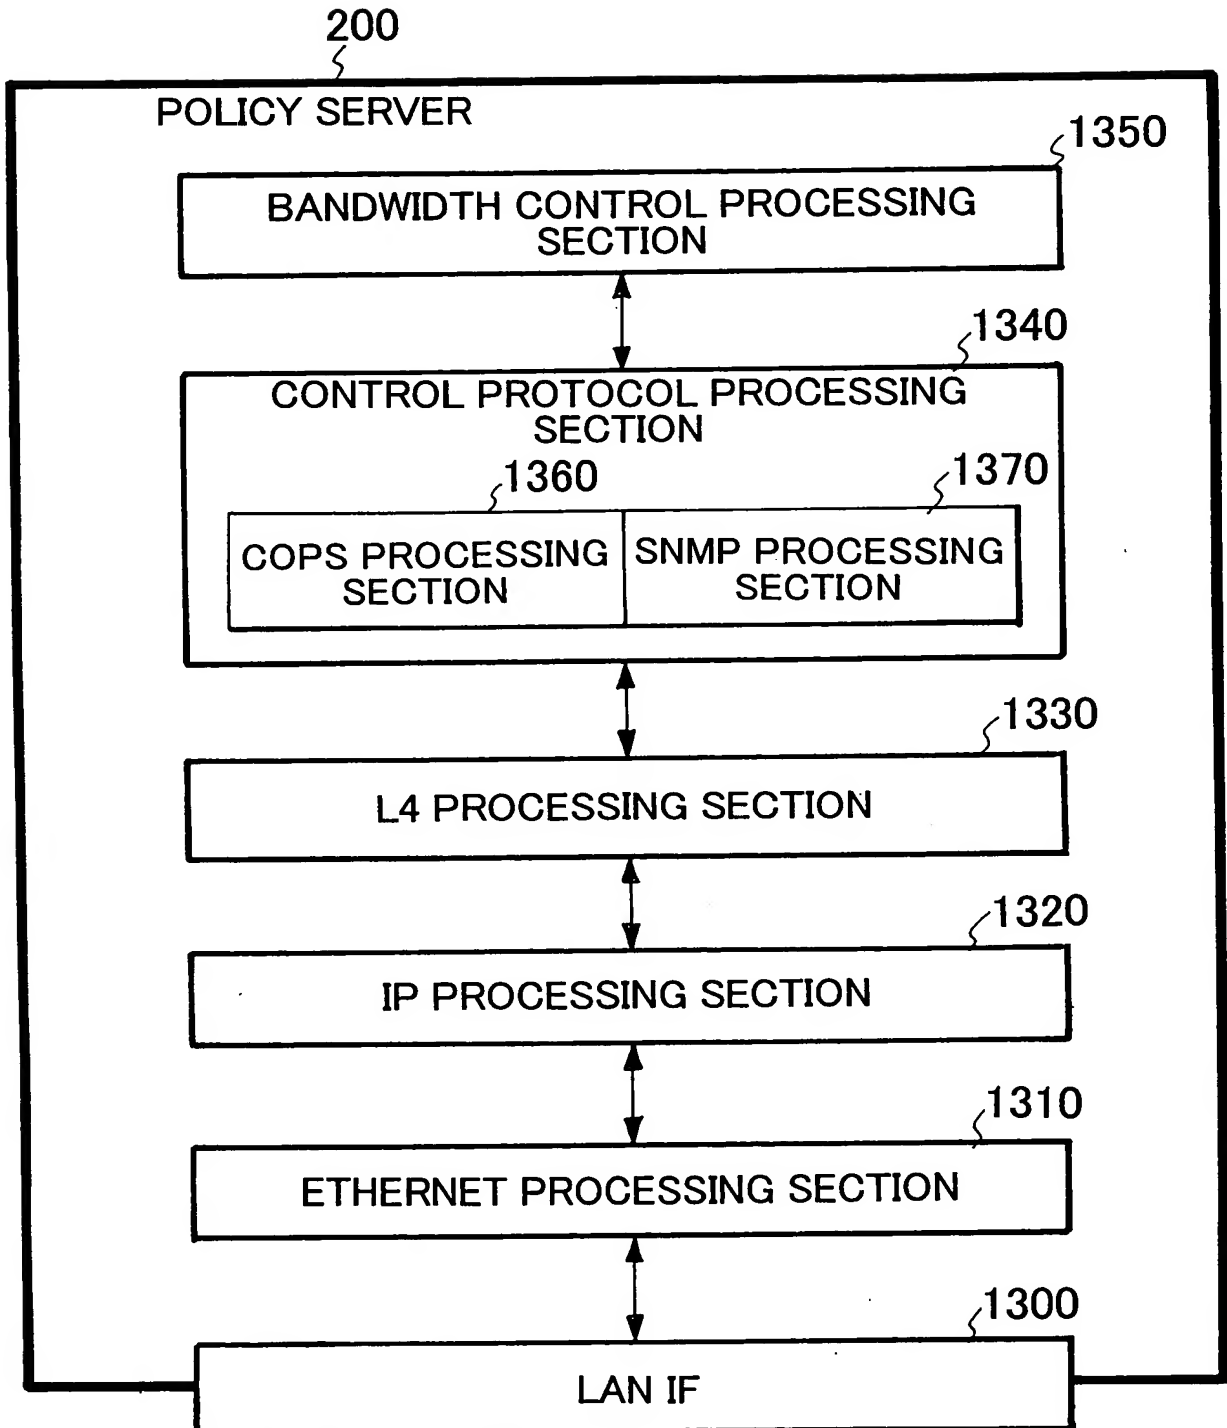 200
POLICY SERVER
1350
BANDWIDTH CONTROL PROCESSING
SECTION
1340
CONTROL PROTOCOL PROCESSING
SECTION
1360
1370
COPS PROCESSING
SECTION
SNMP PROCESSING
SECTION
1330
L4 PROCESSING SECTION
1320
IP PROCESSING SECTION
1310
ETHERNET PROCESSING SECTION
1300
LAN IF